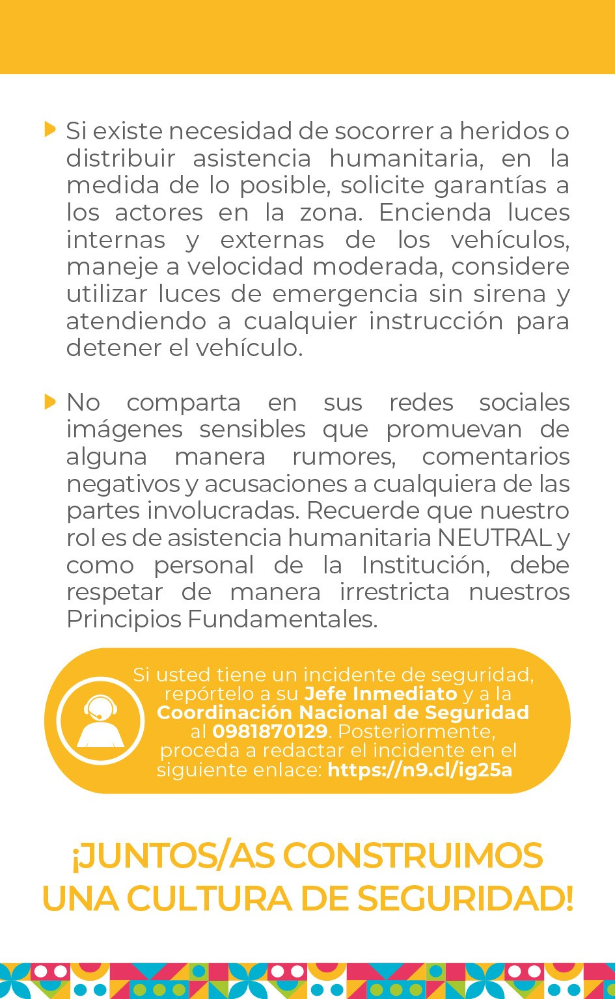 Si existe necesidad de socorrer a heridos o
distribuir asistencia humanitaria, en la
medida de lo posible, solicite garantías a
los actores en la zona. Encienda luces
internas y externas de los vehículos,
maneje a velocidad moderada, considere
utilizar luces de emergencia sin sirena y
atendiendo a cualquier instrucción para
detener el vehículo.
No comparta en sus redes sociales
imágenes sensibles que promuevan de
alguna manera rumores, comentarios
negativos y acusaciones a cualquiera de las
partes involucradas. Recuerde que nuestro
rol es de asistencia humanitaria NEUTRAL y
como personal de la Institución, debe
respetar de manera irrestricta nuestros
Principios Fundamentales.
Si usted tiene un incidente de seguridad,
repórtelo a su Jefe Inmediato y a la
Coordinación Nacional de Seguridad
al 0981870129. Posteriormente,
proceda a redactar el incidente en el
siguiente enlace: https://n9.cl/ig25a
¡JUNTOS/AS CONSTRUIMOS
UNA CULTURA DE SEGURIDAD!